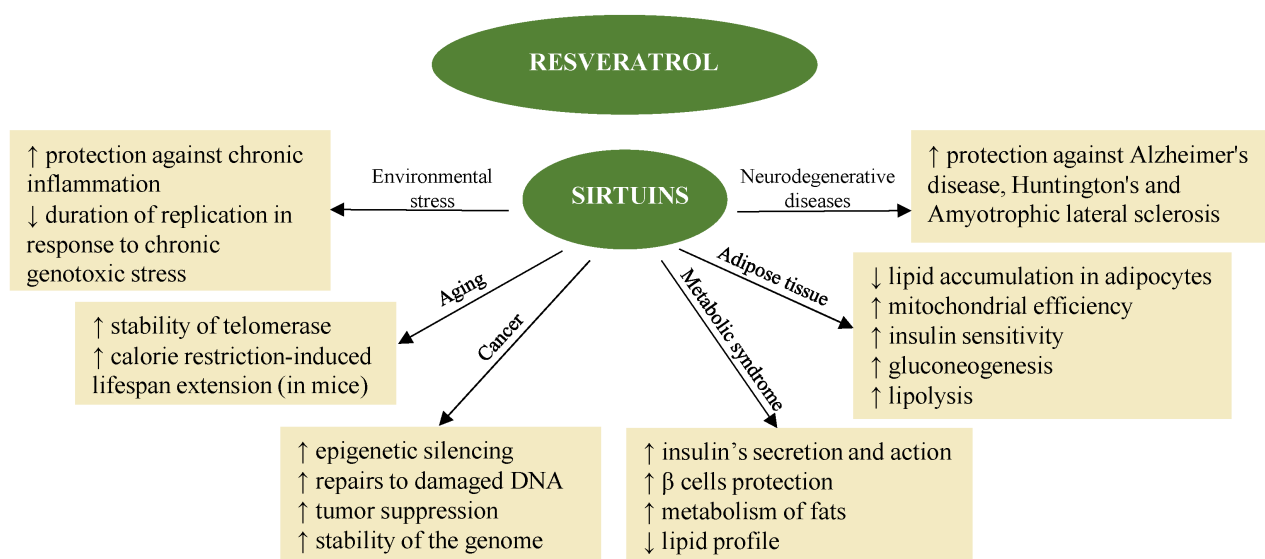 RESVERATROL
SIRTUINS
Environmental
stress
↑ protection against chronic
inflammation
↓ duration of replication in
response to chronic
genotoxic stress
Neurodegenerative
diseases
↑ protection against Alzheimer's
disease, Huntington's and
Amyotrophic lateral sclerosis
Aging
↑ stability of telomerase
↑ calorie restriction-induced
lifespan extension (in mice)
Cancer
↑ epigenetic silencing
↑ repairs to damaged DNA
↑ tumor suppression
↑ stability of the genome
Metabolic syndrome
↑ insulin’s secretion and action
↑ β cells protection
↑ metabolism of fats
↓ lipid profile
Adipose tissue
↓ lipid accumulation in adipocytes
↑ mitochondrial efficiency
↑ insulin sensitivity
↑ gluconeogenesis
↑ lipolysis